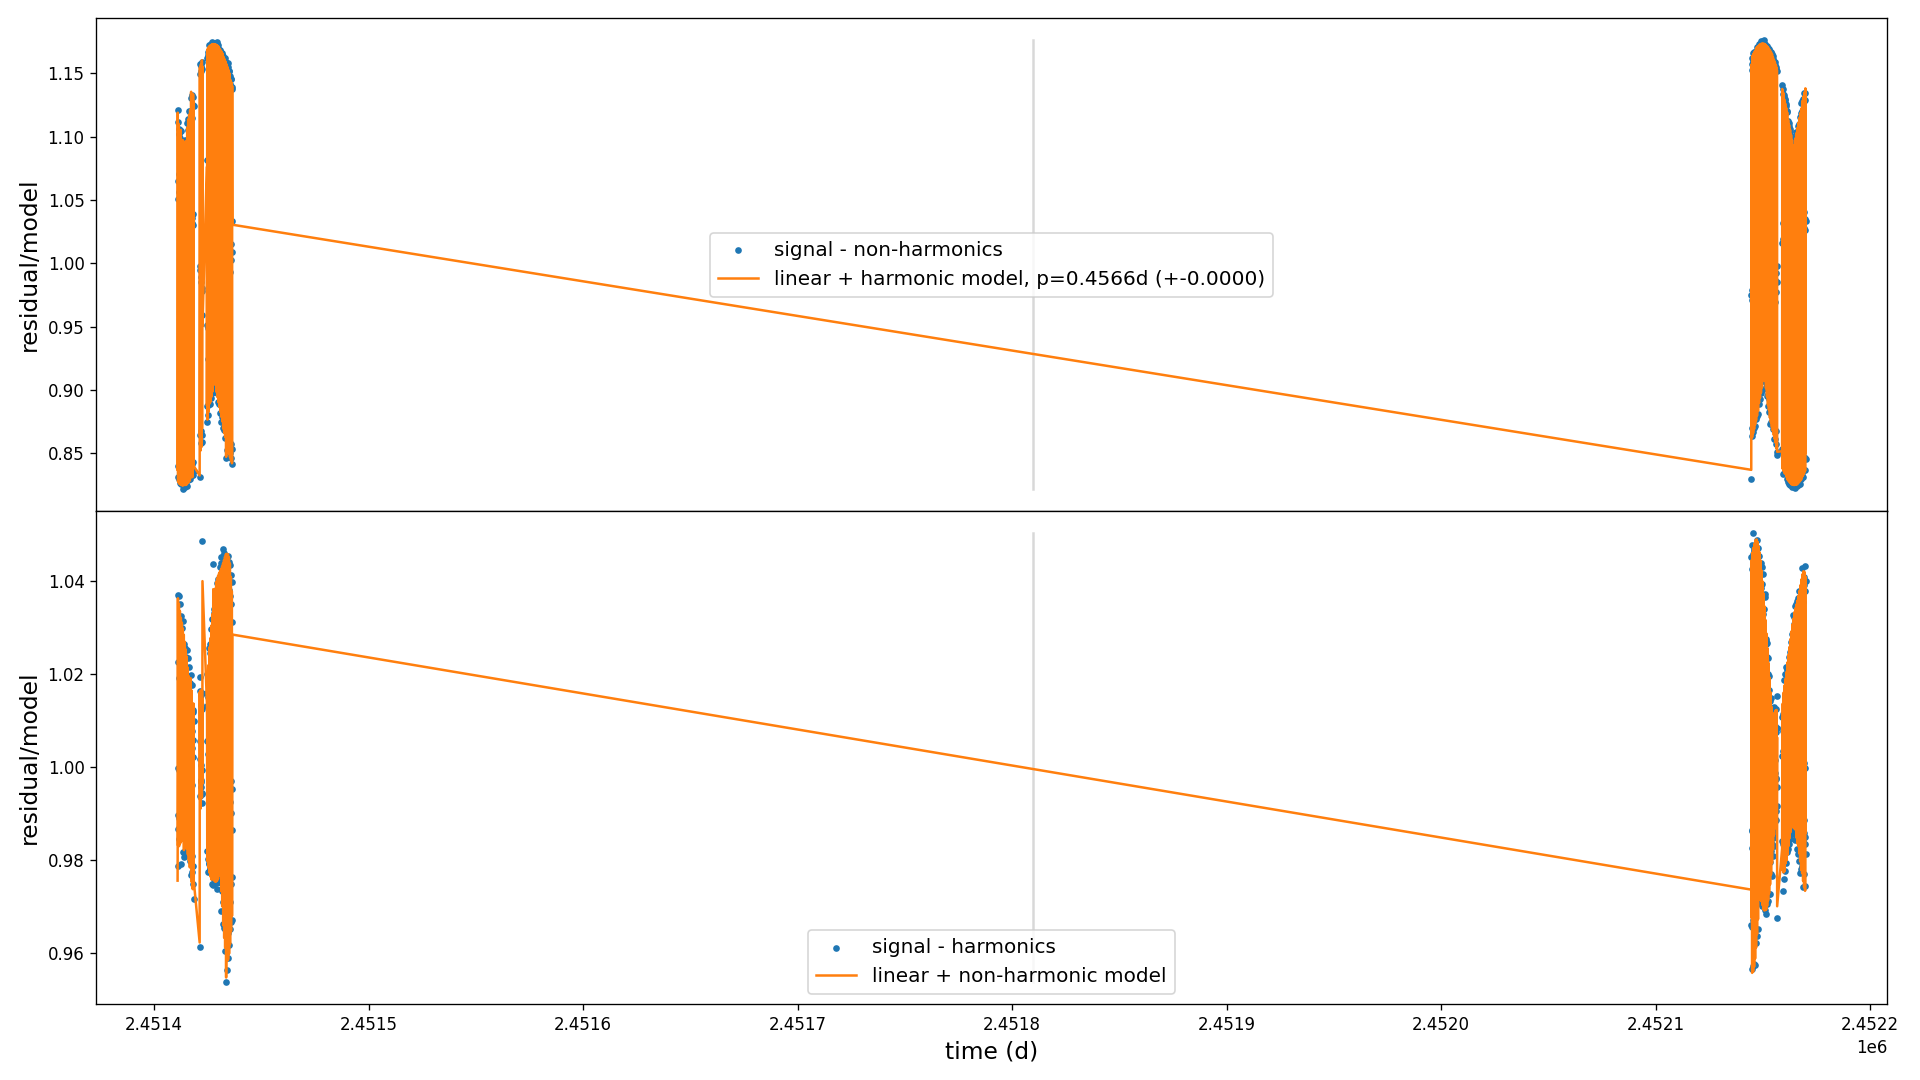 1.15
1.10
1.05
1.00
0.95
0.90
0.85
residual/model
signal - non-harmonics
linear + harmonic model, p=0.4566d (+-0.0000)
1.04
1.02
1.00
0.98
0.96
residual/model
signal - harmonics
linear + non-harmonic model
2.4514 2.4515 2.4516 2.4517 2.4518 2.4519 2.4520 2.4521 2.4522
1e6
time (d)